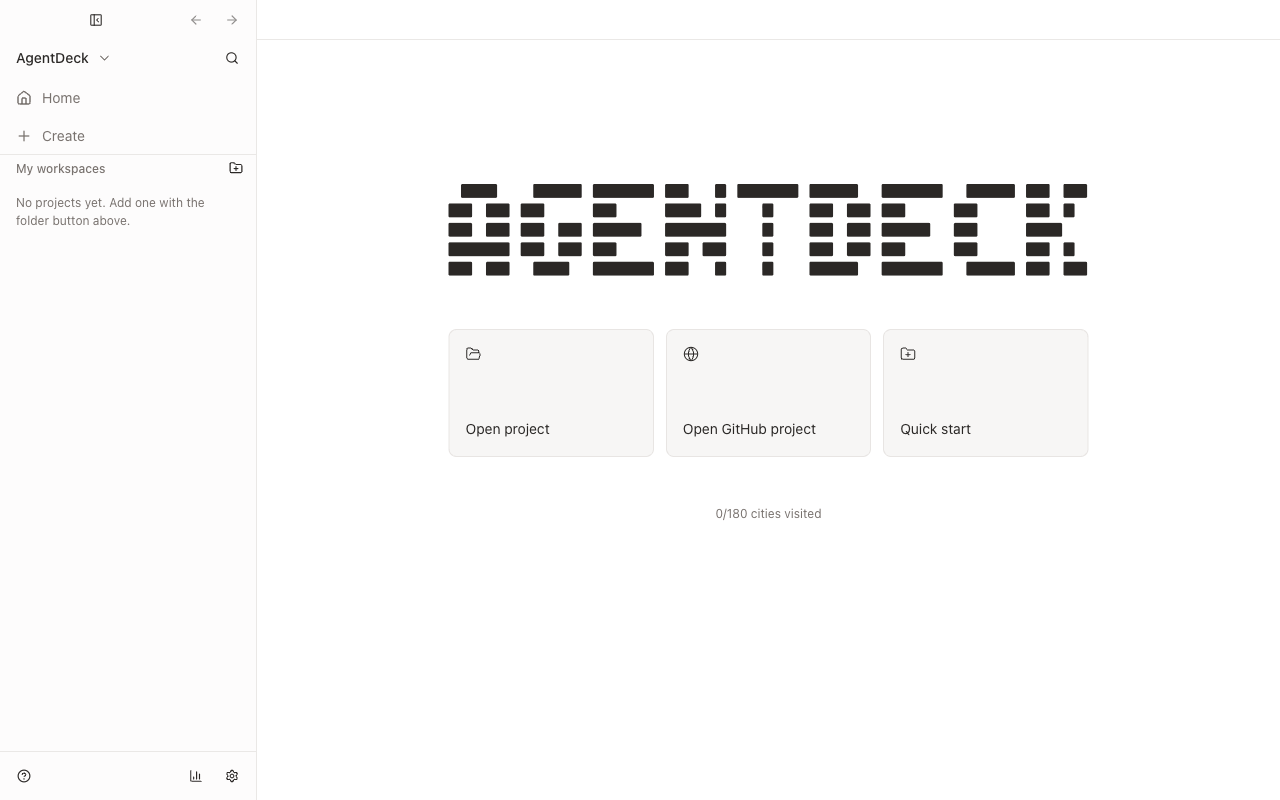 AgentDeck
Home
Create
My workspaces
No projects yet. Add one with the
folder button above.
AGENTDECK
Open project
Open GitHub project
Quick start
0/180 cities visited